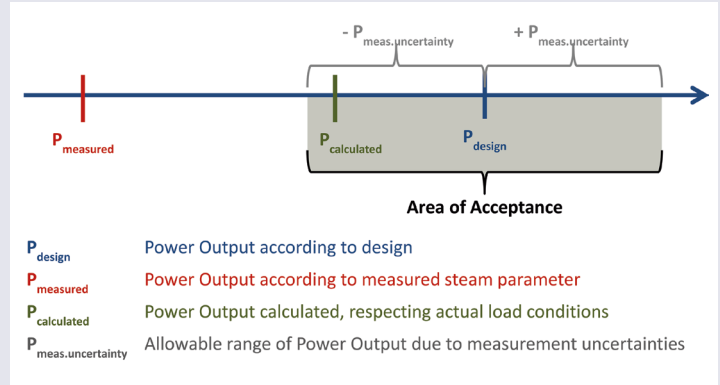 - P meas.uncertainty + P meas.uncertainty
P measured P calculated P design
Area of Acceptance
P design Power Output according to design
P measured Power Output according to measured steam parameter
P calculated Power Output calculated, respecting actual load conditions
P meas.uncertainty Allowable range of Power Output due to measurement uncertainties